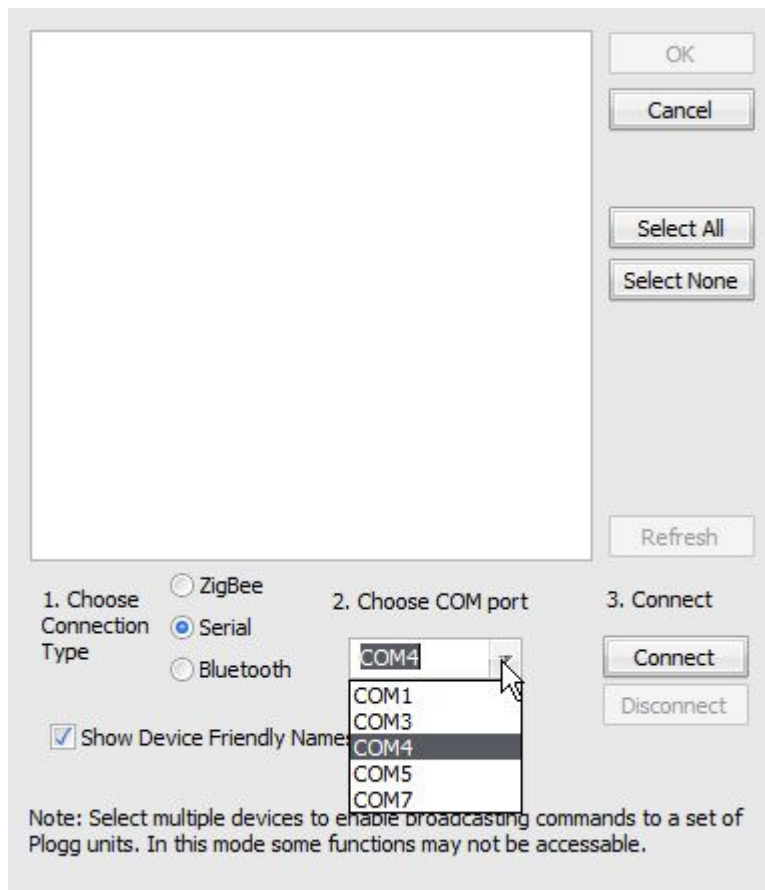 OK
Cancel
Select All
Select None
Refresh
1. Choose
Connection
Type
ZigBee
Serial
Bluetooth
2. Choose COM port
COM4
COM1
COM3
COM4
COM5
COM7
3. Connect
Connect
Disconnect
Show Device Friendly Names
Note: Select multiple devices to enable broadcasting commands to a set of
Plogg units. In this mode some functions may not be accessable.